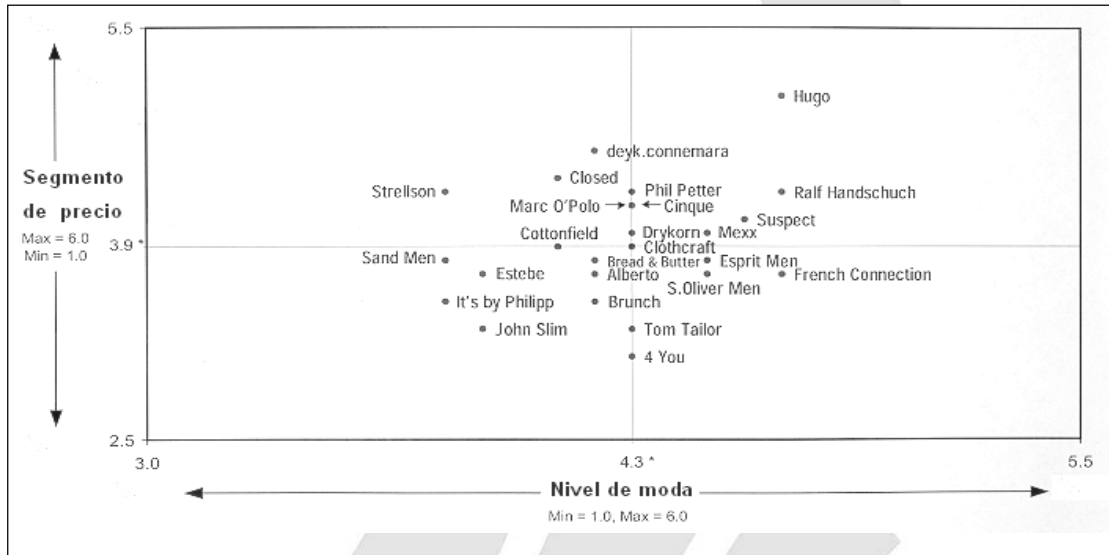 5.5
Hugo
deyk.connemara
Closed
Segmento
de precio
Max = 6.0
Min = 1.0
Strellson
Phil Petter
Ralf Handschuch
Marc O'Polo
Cinque
Suspect
Cottonfield
Drykorn
Mexx
3.9 *
Clothcraft
Sand Men
Bread & Butter
Esprit Men
Estebe
Alberto
French Connection
S.Oliver Men
It's by Philipp
Brunch
John Slim
Tom Tailor
4 You
2.5
3.0
4.3 *
5.5
Nivel de moda
Min = 1.0, Max = 6.0